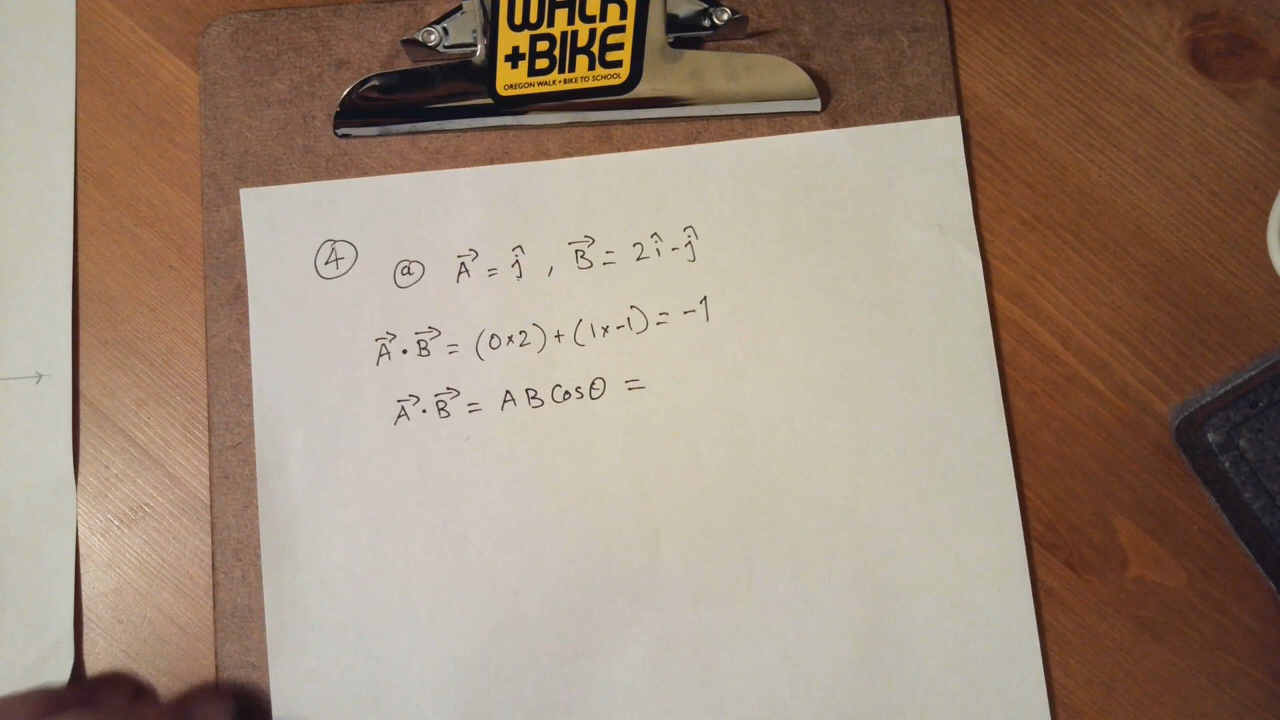 WALK
+BIKE
OREGON WALK+BIKE TO SCHOOL
④ ⓐ A⃗ = ĵ , B⃗ = 2î - ĵ
A⃗ · B⃗ = (0×2) + (1×-1) = -1
A⃗ · B⃗ = A B Cosθ =